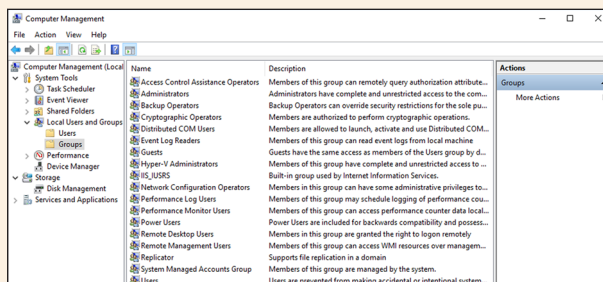 Computer Management
File Action View Help
Computer Management (Local
System Tools
Task Scheduler
Event Viewer
Shared Folders
Local Users and Groups
Users
Groups
Performance
Device Manager
Storage
Disk Management
Services and Applications
Name Description
Access Control Assistance Operators Members of this group can remotely query authorization attribute...
Administrators Administrators have complete and unrestricted access to the com...
Backup Operators Backup Operators can override security restrictions for the sole pu...
Cryptographic Operators Members are authorized to perform cryptographic operations.
Distributed COM Users Members are allowed to launch, activate and use Distributed COM...
Event Log Readers Members of this group can read event logs from local machine
Guests Guests have the same access as members of the Users group by d...
Hyper-V Administrators Members of this group have complete and unrestricted access to ...
IIS_IUSRS Built-in group used by Internet Information Services.
Network Configuration Operators Members in this group can have some administrative privileges to...
Performance Log Users Members of this group may schedule logging of performance cou...
Performance Monitor Users Members of this group can access performance counter data local...
Power Users Power Users are included for backwards compatibility and possess...
Remote Desktop Users Members in this group are granted the right to logon remotely
Remote Management Users Members of this group can access WMI resources over managem...
Replicator Supports file replication in a domain
System Managed Accounts Group Members of this group are managed by the system.
Users Users are prevented from making accidental or intentional system
Actions
Groups
More Actions